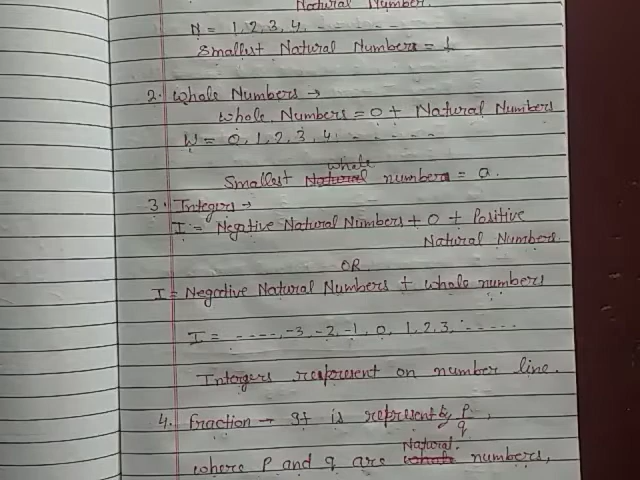 Natural Number.
N = 1, 2, 3, 4, ..........
Smallest Natural Numbers = 1
2. Whole Numbers →
Whole Numbers = 0 + Natural Numbers
W = 0, 1, 2, 3, 4, ..........
whole
Smallest Natural number = 0.
3. Integers →
I = Negative Natural Numbers + 0 + Positive
Natural Numbers
OR
I = Negative Natural Numbers + whole numbers
I = ....., -3, -2, -1, 0, 1, 2, 3, ......
Integers represent on number line.
4. Fraction → It is represent by p/q,
Natural
where p and q are whole numbers,